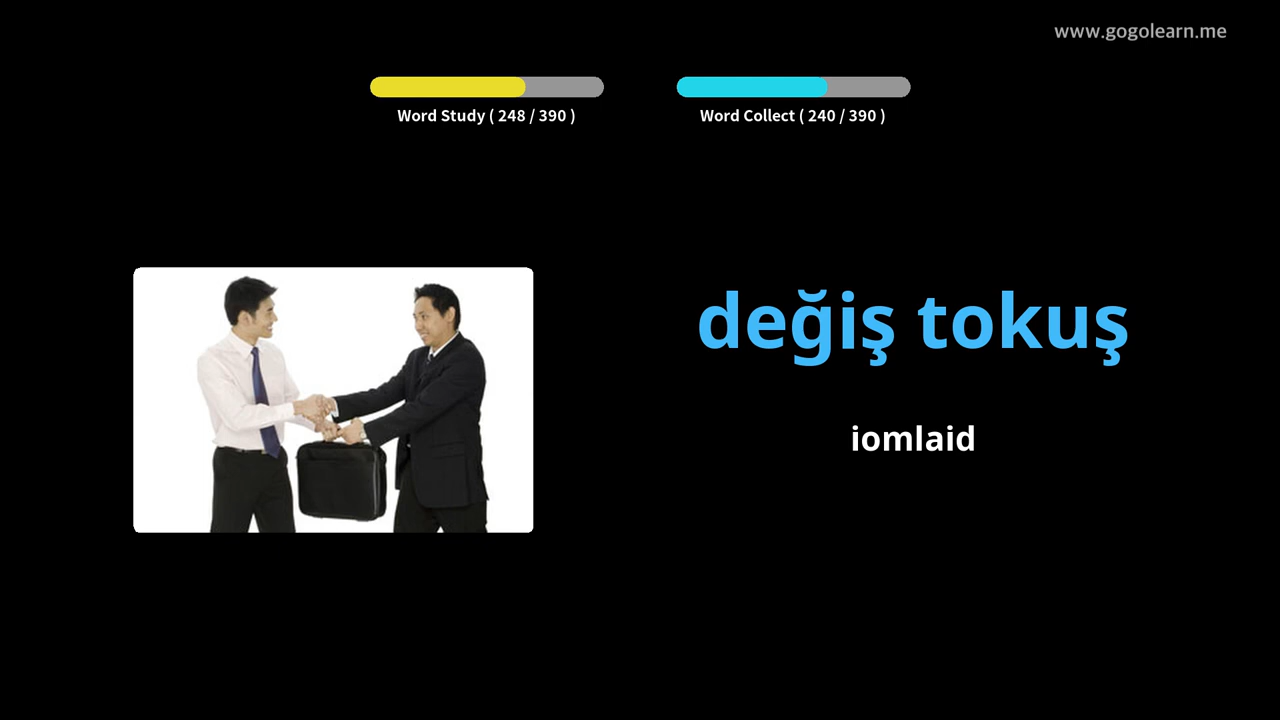 www.gogolearn.me
Word Study ( 248 / 390 )
Word Collect ( 240 / 390 )
değiş tokuş
iomlaid